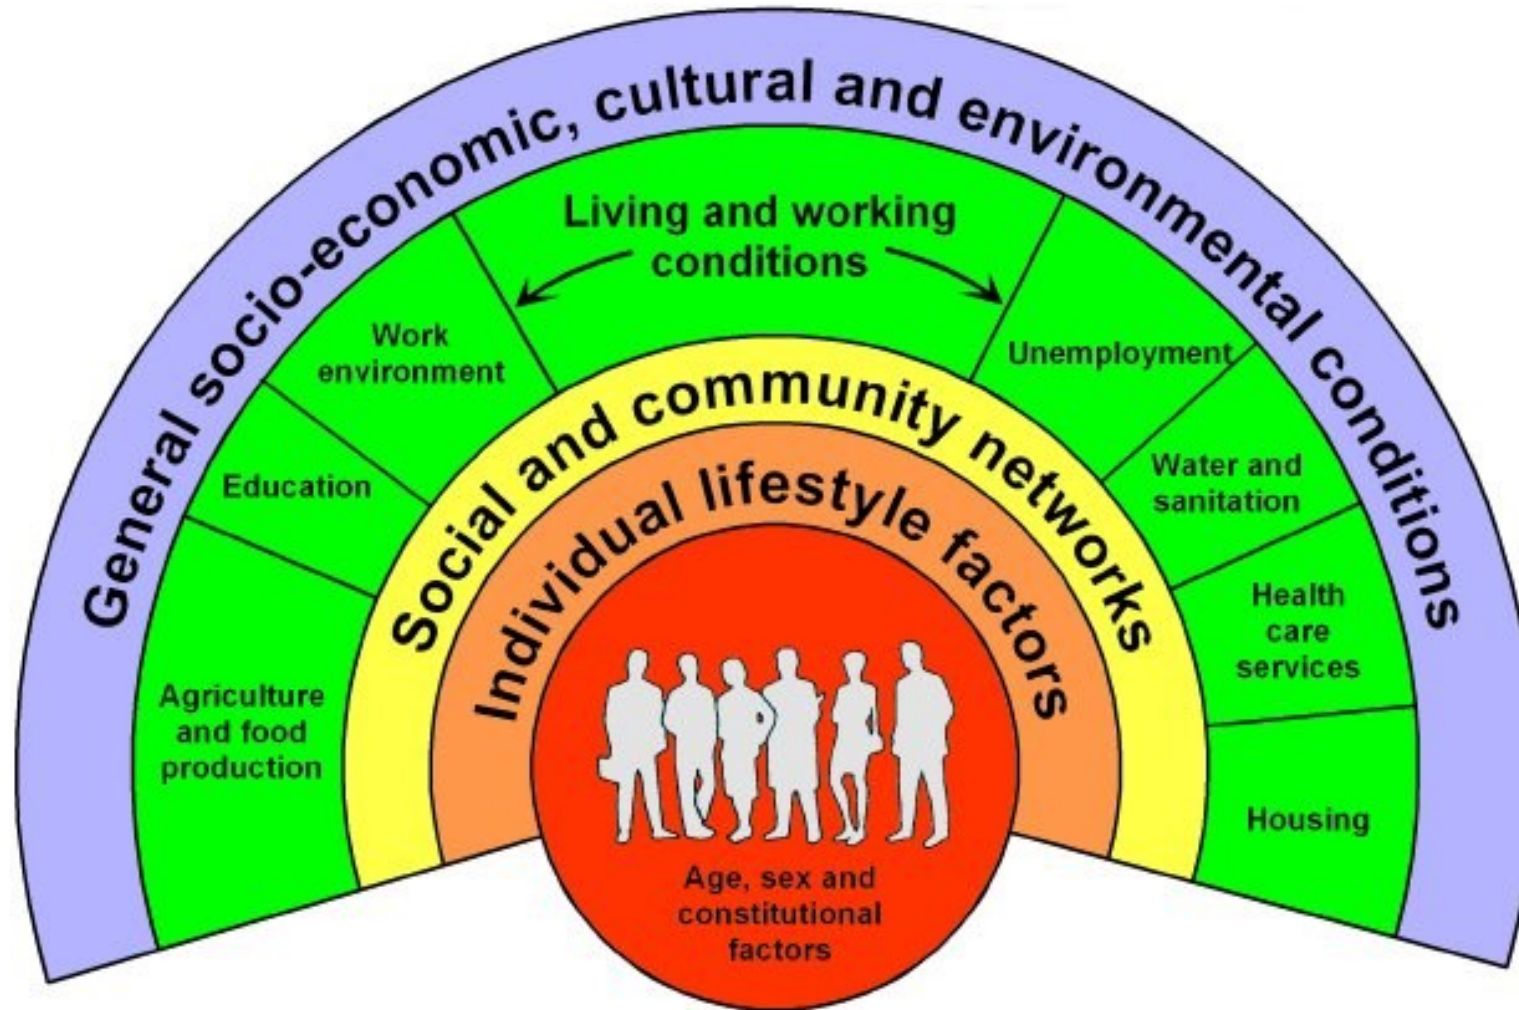 General socio-economic, cultural and environmental conditions
Living and working
conditions
Work
environment
Unemployment
Education
Water and
sanitation
Agriculture
and food
production
Health
care
services
Housing
Social and community networks
Individual lifestyle factors
Age, sex and
constitutional
factors